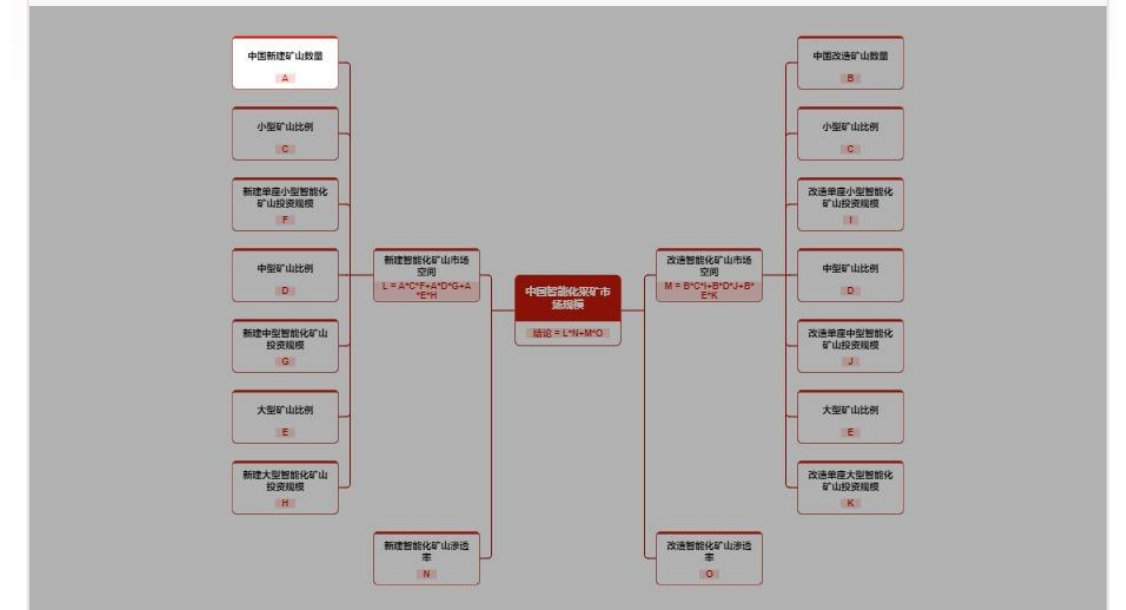 中国新建矿山数量
A
小型矿山比例
C
新建单座小型智能化
矿山投资规模
F
中型矿山比例
D
新建中型智能化矿山
投资规模
G
大型矿山比例
E
新建大型智能化矿山
投资规模
H
新建智能化矿山市场
空间
L = A*C*F+A*D*G+A
*E*H
新建智能化矿山渗透
率
N
中国智能化采矿市
场规模
结论 = L*N+M*O
改造智能化矿山市场
空间
M = B*C*I+B*D*J+B*
E*K
改造智能化矿山渗透
率
O
中国改造矿山数量
B
小型矿山比例
C
改造单座小型智能化
矿山投资规模
I
中型矿山比例
D
改造单座中型智能化
矿山投资规模
J
大型矿山比例
E
改造单座大型智能化
矿山投资规模
K